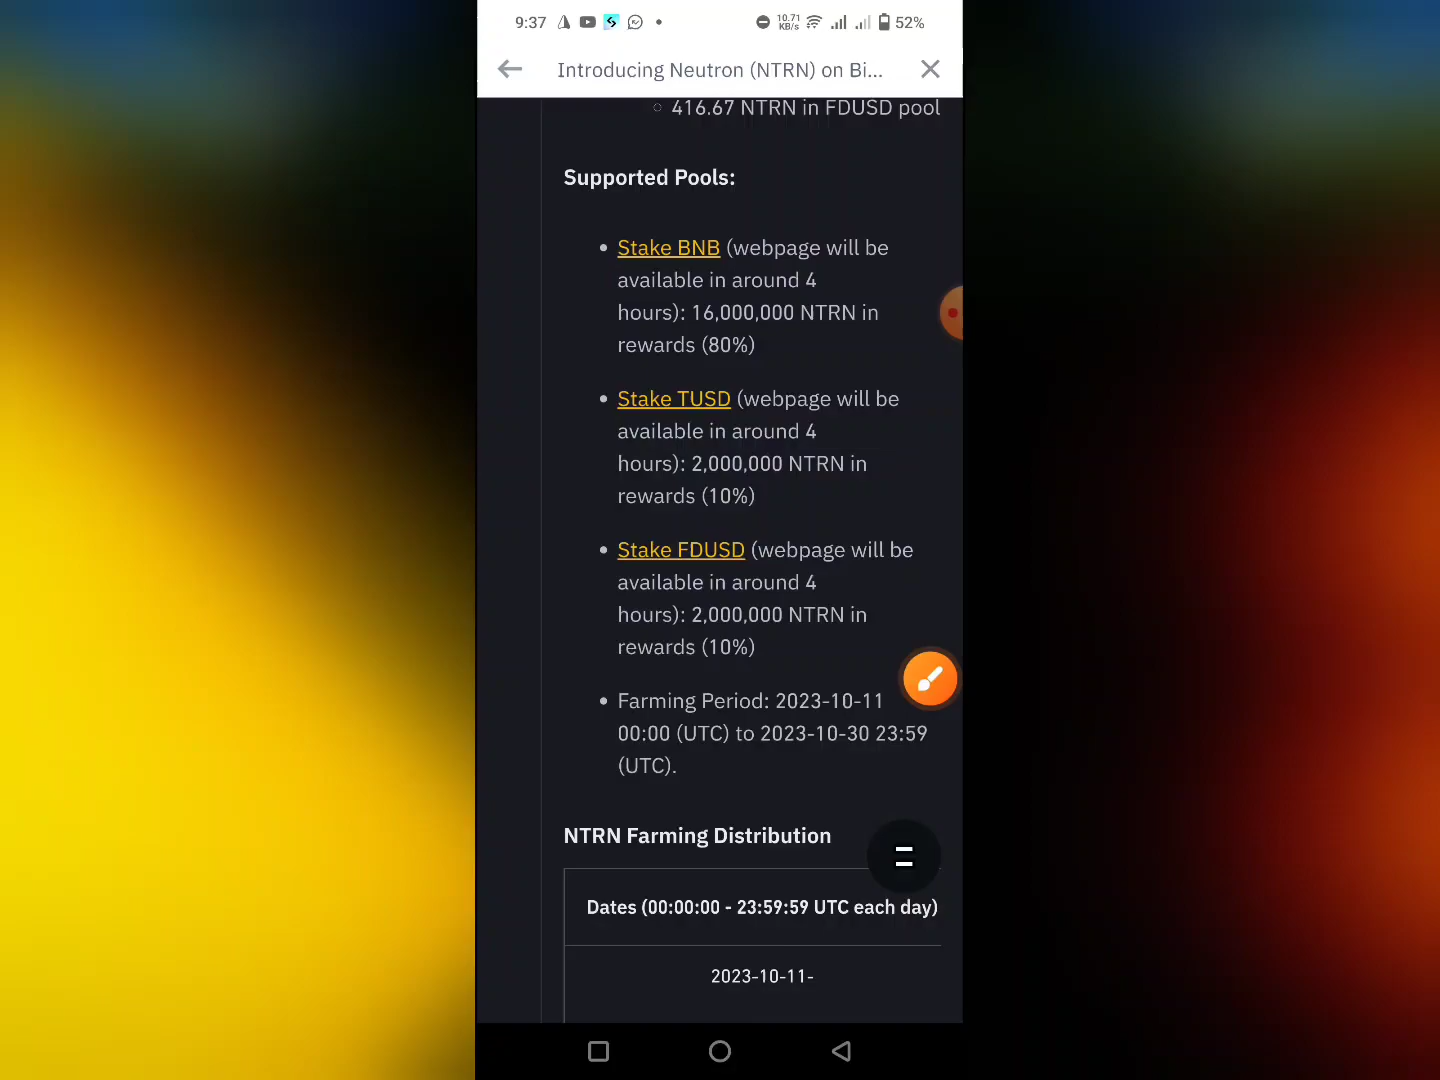 9:37
10.71
KB/s
52%
Introducing Neutron (NTRN) on Bi...
416.67 NTRN in FDUSD pool
Supported Pools:
Stake BNB (webpage will be
available in around 4
hours): 16,000,000 NTRN in
rewards (80%)
Stake TUSD (webpage will be
available in around 4
hours): 2,000,000 NTRN in
rewards (10%)
Stake FDUSD (webpage will be
available in around 4
hours): 2,000,000 NTRN in
rewards (10%)
Farming Period: 2023-10-11
00:00 (UTC) to 2023-10-30 23:59
(UTC).
NTRN Farming Distribution
Dates (00:00:00 - 23:59:59 UTC each day)
2023-10-11-